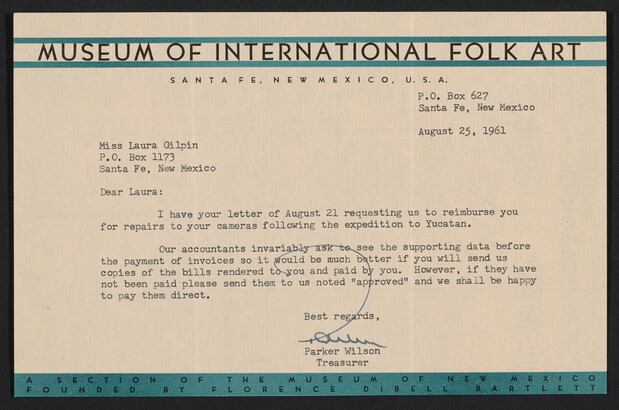 MUSEUM OF INTERNATIONAL FOLK ART
SANTA FE, NEW MEXICO, U.S.A.
P.O. Box 627
Santa Fe, New Mexico
August 25, 1961
Miss Laura Gilpin
P.O. Box 1173
Santa Fe, New Mexico
Dear Laura:
I have your letter of August 21 requesting us to reimburse you
for repairs to your cameras following the expedition to Yucatan.
Our accountants invariably ask to see the supporting data before
the payment of invoices so it would be much better if you will send us
copies of the bills rendered to you and paid by you. However, if they have
not been paid please send them to us noted "approved" and we shall be happy
to pay them direct.
Best regards,
Parker Wilson
Treasurer
A SECTION OF THE MUSEUM OF NEW MEXICO
FOUNDED BY FLORENCE DIBELL BARTLETT